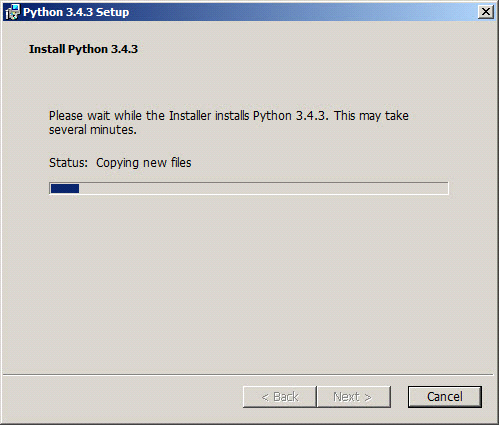 Python 3.4.3 Setup
Install Python 3.4.3
Please wait while the Installer installs Python 3.4.3. This may take
several minutes.
Status: Copying new files
< Back Next > Cancel